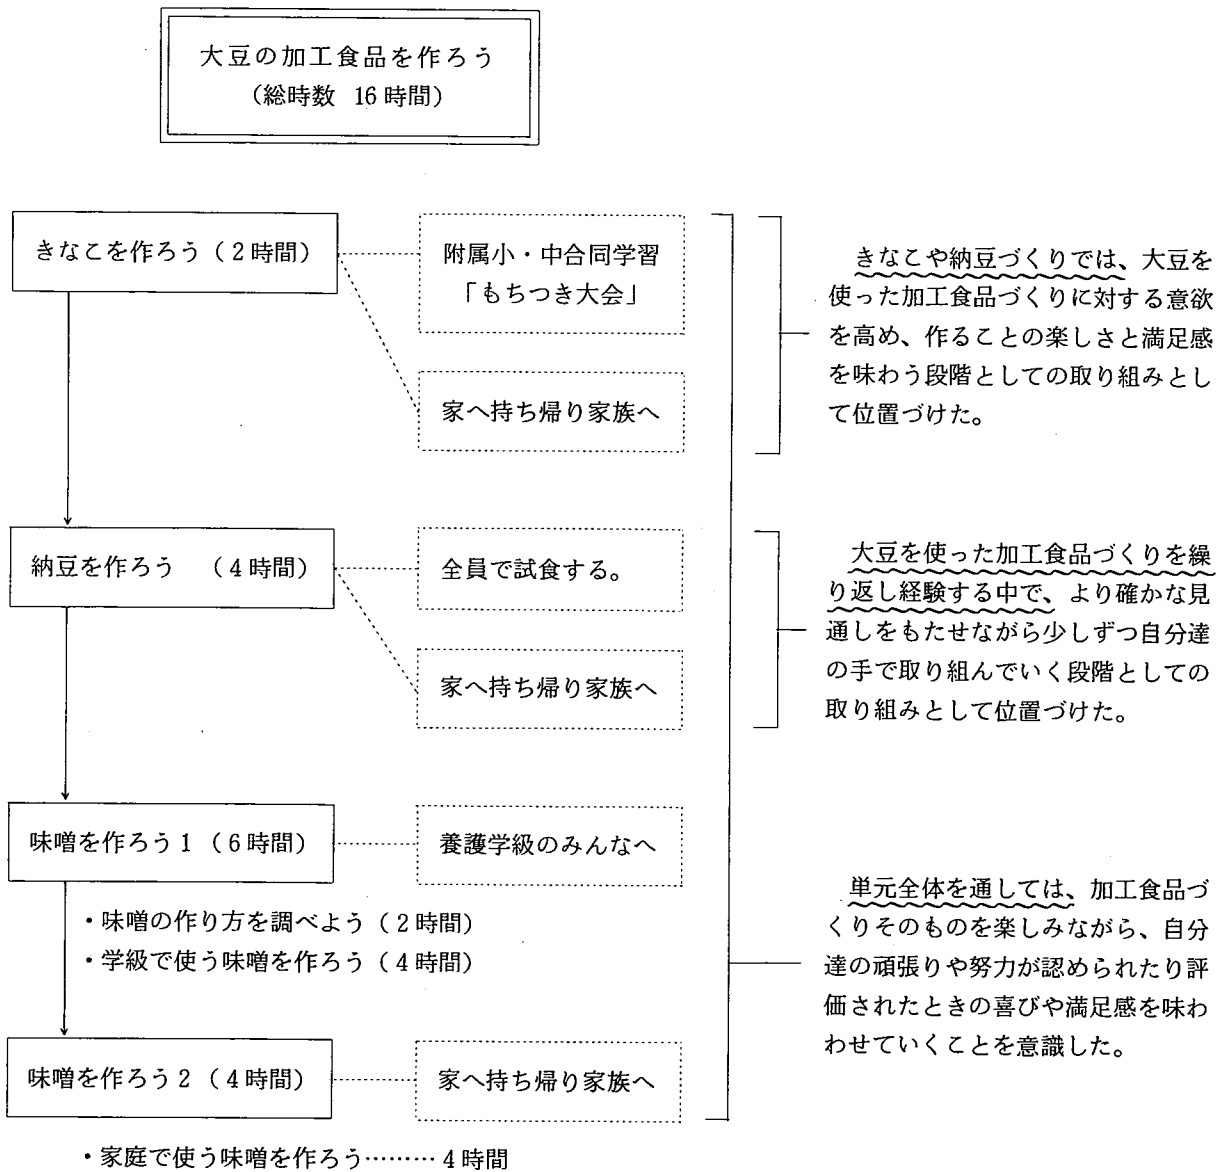 大豆の加工食品を作ろう
（総時数 16時間）
きなこを作ろう（2時間）
附属小・中合同学習
「もちつき大会」
家へ持ち帰り家族へ
きなこや納豆づくりでは、大豆を
使った加工食品づくりに対する意欲
を高め、作ることの楽しさと満足感
を味わう段階としての取り組みとし
て位置づけた。
納豆を作ろう （4時間）
全員で試食する。
家へ持ち帰り家族へ
大豆を使った加工食品づくりを繰
り返し経験する中で、より確かな見
通しをもたせながら少しずつ自分達
の手で取り組んでいく段階としての
取り組みとして位置づけた。
味噌を作ろう1（6時間）
養護学級のみんなへ
・味噌の作り方を調べよう（2時間）
・学級で使う味噌を作ろう（4時間）
単元全体を通しては、加工食品づ
くりそのものを楽しみながら、自分
達の頑張りや努力が認められたり評
価されたときの喜びや満足感を味わ
わせていくことを意識した。
味噌を作ろう2（4時間）
家へ持ち帰り家族へ
・家庭で使う味噌を作ろう………4時間